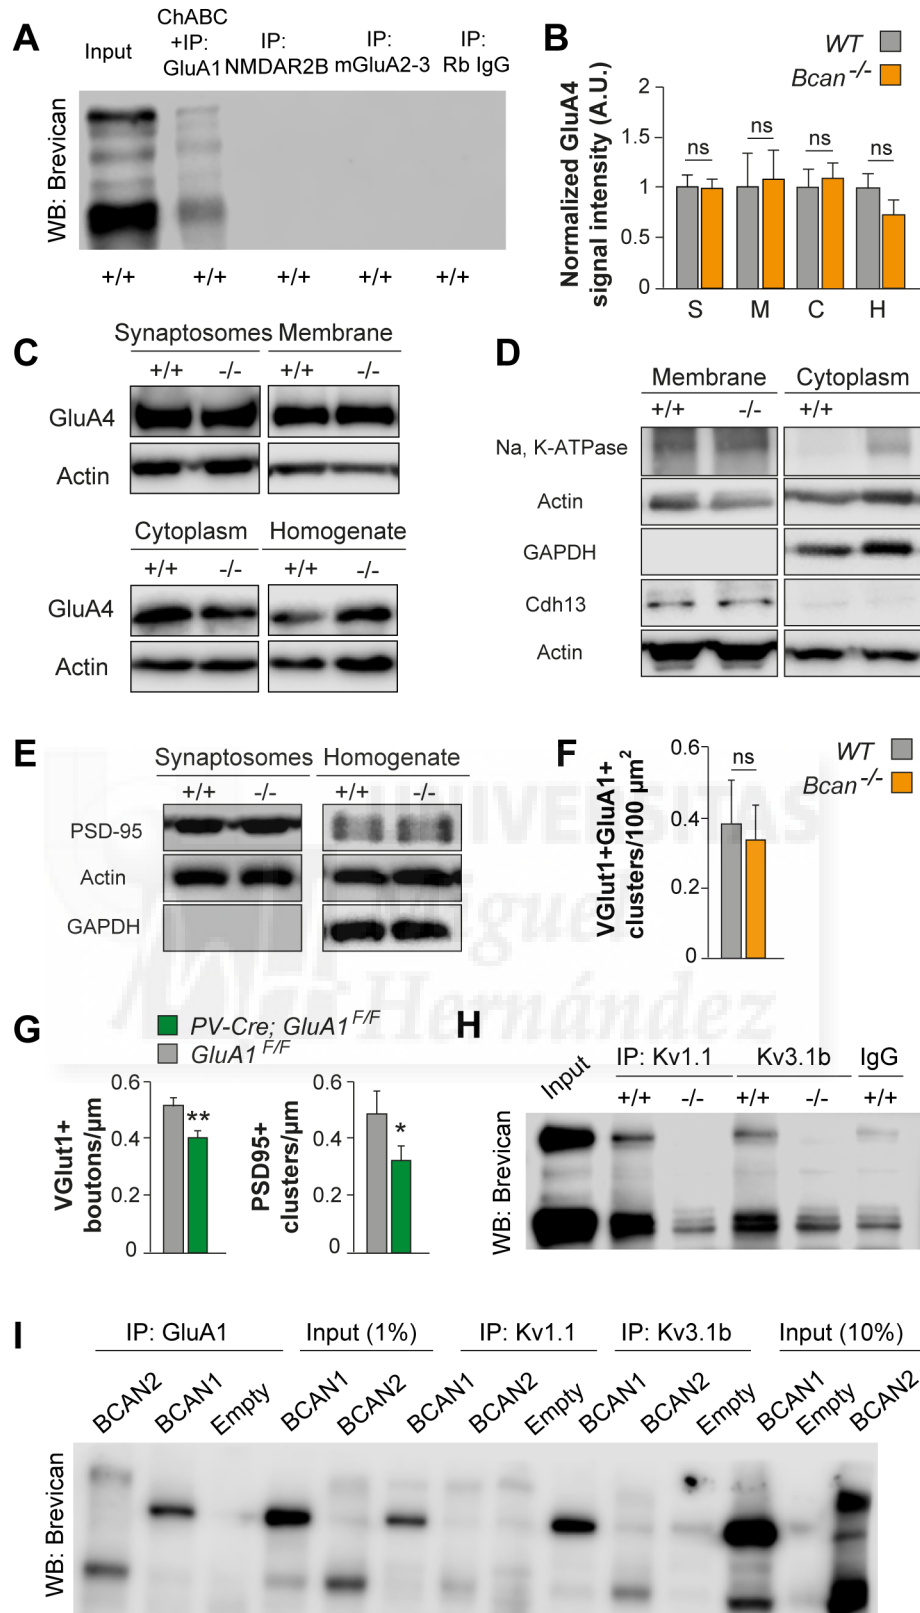 A
Input
ChABC
+IP:
GluA1
IP:
NMDAR2B
IP:
mGluA2-3
IP:
Rb IgG
WB: Brevican
+/+ +/+ +/+ +/+ +/+
B
WT
Bcan -/-
Normalized GluA4
signal intensity (A.U.)
2
1.5
1
0.5
0
ns ns ns ns
S M C H
C
Synaptosomes Membrane
+/+ -/- +/+ -/-
GluA4
Actin
Cytoplasm Homogenate
+/+ -/- +/+ -/-
GluA4
Actin
D
Membrane Cytoplasm
+/+ -/- +/+
Na, K-ATPase
Actin
GAPDH
Cdh13
Actin
E
Synaptosomes Homogenate
+/+ -/- +/+ -/-
PSD-95
Actin
GAPDH
F
WT
Bcan -/-
VGlut1+GluA1+
clusters/100 µm²
0.6
0.4
0.2
0
ns
UNIVERSITAS
Miguel
Hernández
G
PV-Cre; GluA1 F/F
GluA1 F/F
VGlut1+
boutons/µm
0.6
0.4
0.2
0
**
PSD95+
clusters/µm
0.6
0.4
0.2
0
*
H
Input
IP: Kv1.1 Kv3.1b IgG
+/+ -/- +/+ -/- +/+
WB: Brevican
I
IP: GluA1 Input (1%) IP: Kv1.1 IP: Kv3.1b Input (10%)
BCAN2 BCAN1 Empty BCAN1 BCAN2 BCAN1 BCAN2 Empty BCAN1 BCAN2 Empty BCAN1 Empty BCAN2
WB: Brevican